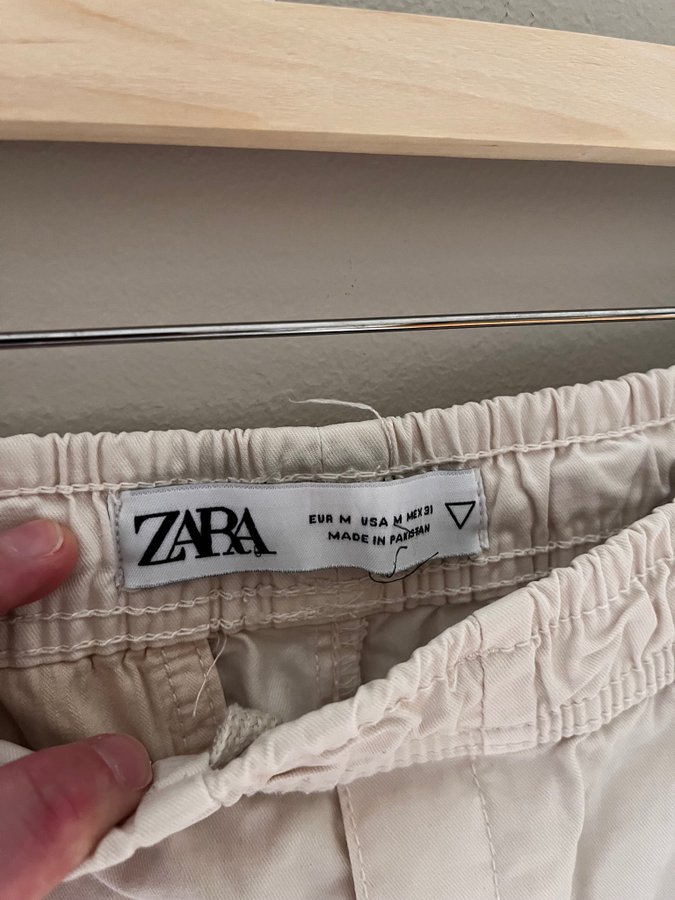 ZARA
EUR M USA M MEX 31
MADE IN PAKISTAN